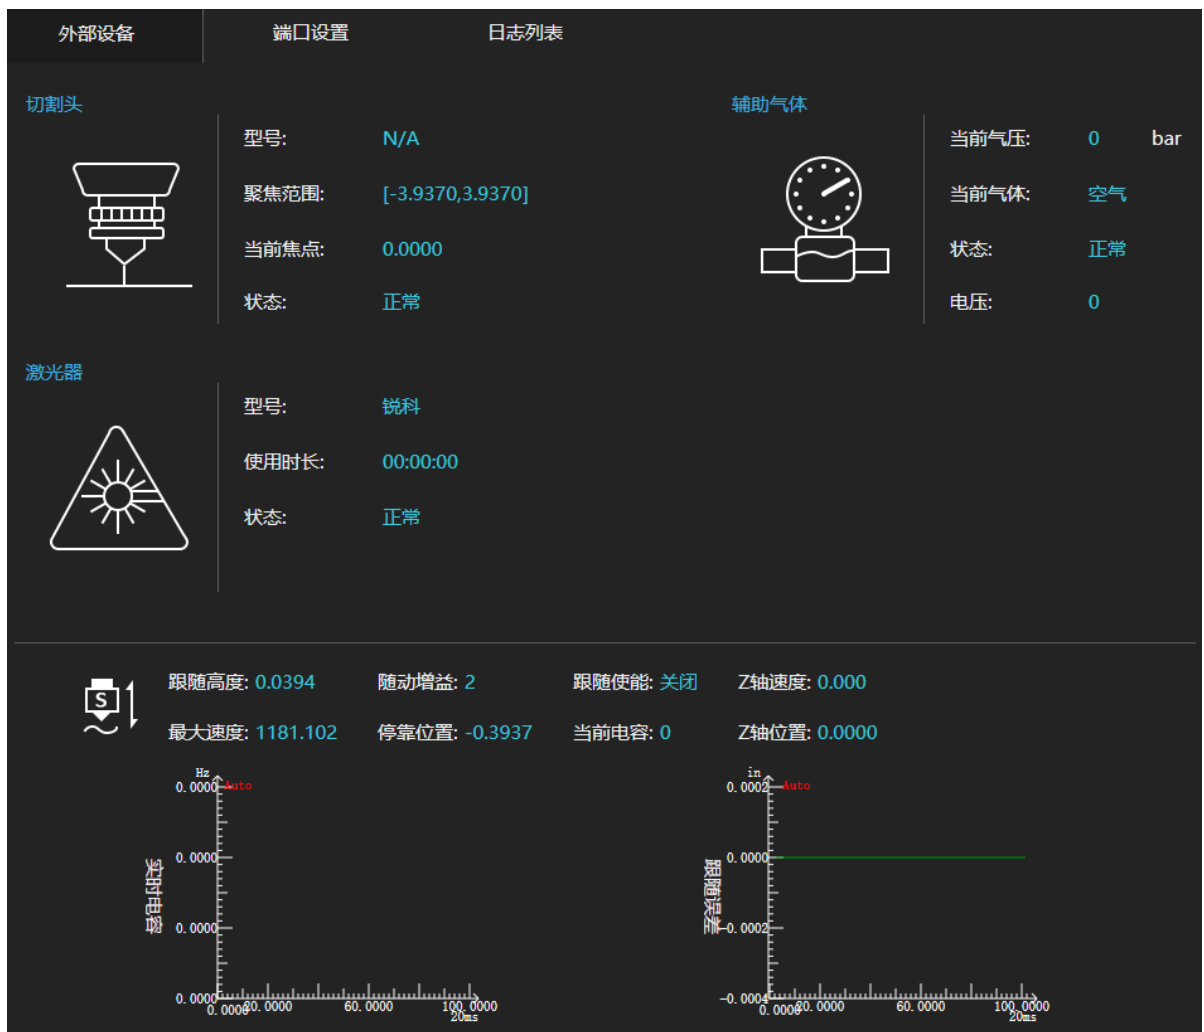 外部设备 端口设置 日志列表
切割头
型号: N/A
聚焦范围: [-3.9370,3.9370]
当前焦点: 0.0000
状态: 正常
辅助气体
当前气压: 0 bar
当前气体: 空气
状态: 正常
电压: 0
激光器
型号: 锐科
使用时长: 00:00:00
状态: 正常
S
跟随高度: 0.0394 随动增益: 2 跟随使能: 关闭 Z轴速度: 0.000
最大速度: 1181.102 停靠位置: -0.3937 当前电容: 0 Z轴位置: 0.0000
Hz
0.0000 Auto
0.0000
实时电容
0.0000
0.0000
0.0000 20.0000 60.0000 100.0000
20ms
in
0.0002 Auto
0.0000
跟随误差
-0.0002
-0.0004
0.0000 20.0000 60.0000 100.0000
20ms